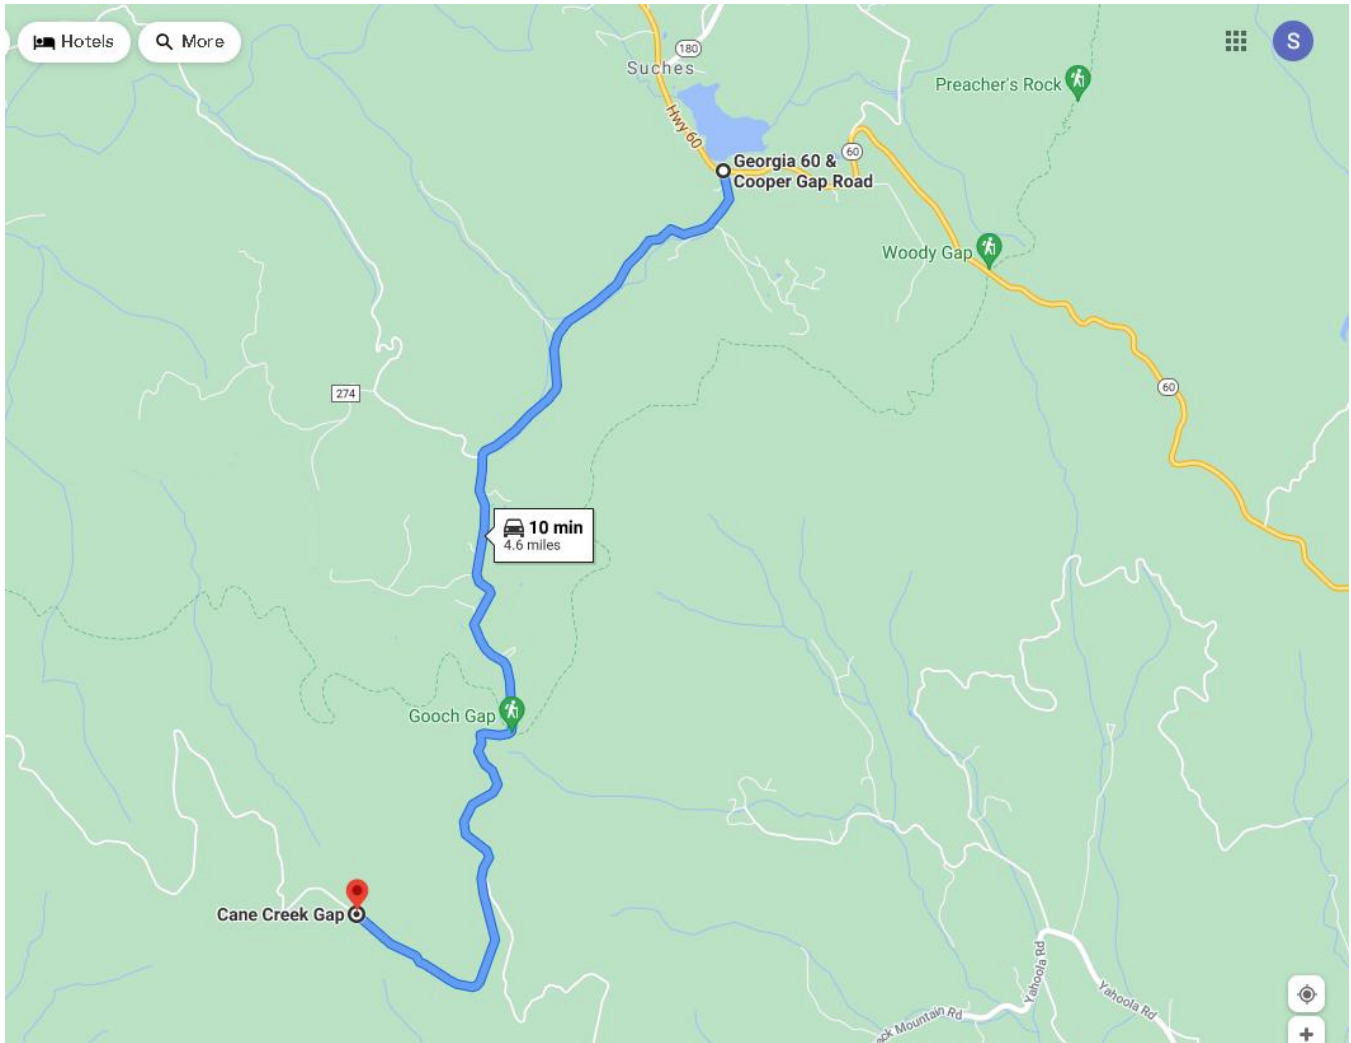 Hotels
More
S
180
Suches
Preacher's Rock
Hwy 60
60
Georgia 60 &
Cooper Gap Road
Woody Gap
60
274
10 min
4.6 miles
Gooch Gap
Cane Creek Gap
Yahoola Rd
Yahoola Rd
ck Mountain Rd